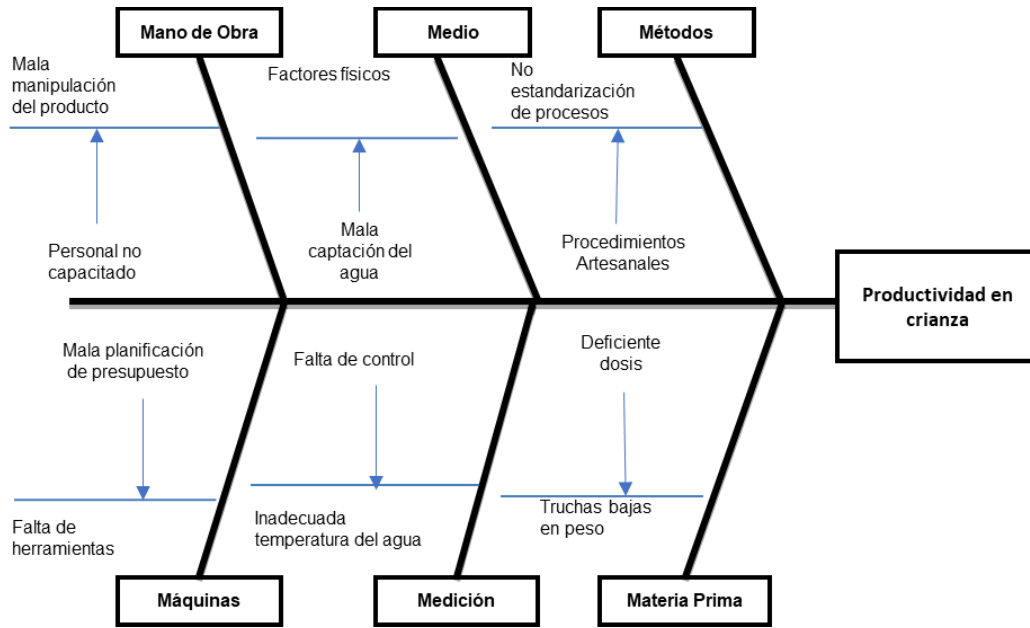 Mano de Obra
Medio
Métodos
Mala
manipulación
del producto
Factores físicos
No
estandarización
de procesos
Personal no
capacitado
Mala
captación del
agua
Procedimientos
Artesanales
Productividad en
crianza
Mala planificación
de presupuesto
Falta de control
Deficiente
dosis
Falta de
herramientas
Inadecuada
temperatura del agua
Truchas bajas
en peso
Máquinas
Medición
Materia Prima